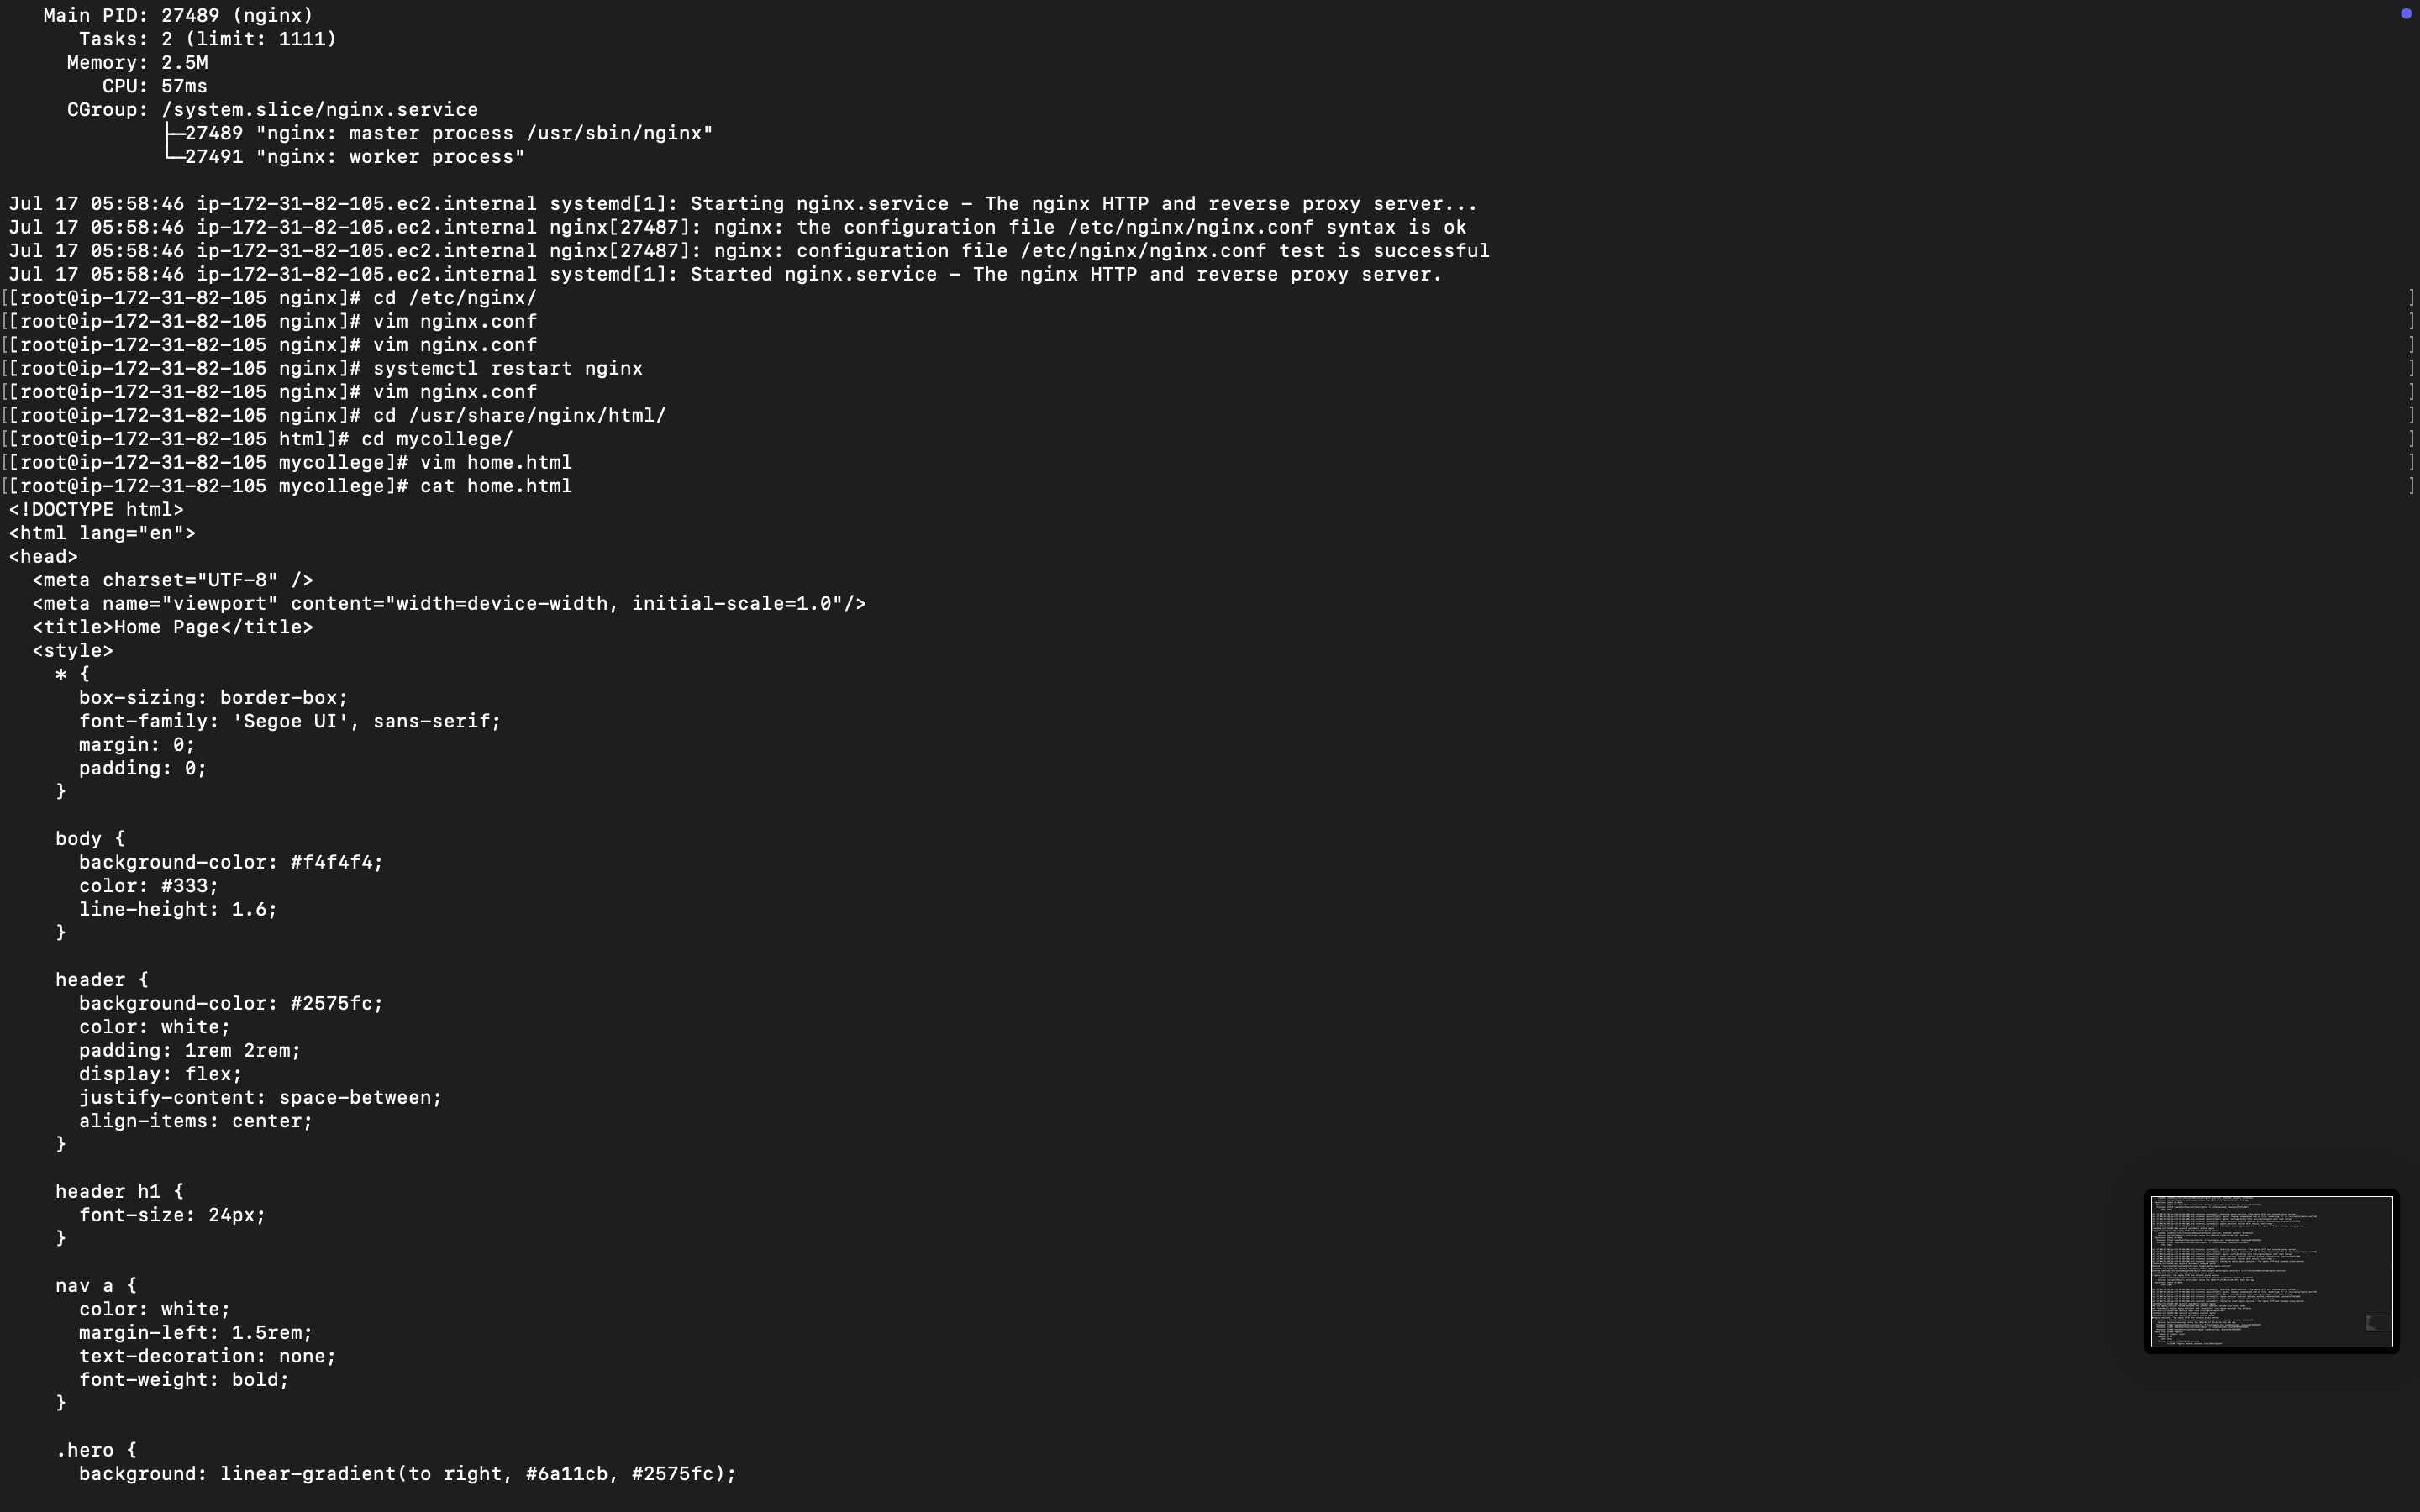 Main PID: 27489 (nginx)
Tasks: 2 (limit: 1111)
Memory: 2.5M
CPU: 57ms
CGroup: /system.slice/nginx.service
├─27489 "nginx: master process /usr/sbin/nginx"
└─27491 "nginx: worker process"
Jul 17 05:58:46 ip-172-31-82-105.ec2.internal systemd[1]: Starting nginx.service - The nginx HTTP and reverse proxy server...
Jul 17 05:58:46 ip-172-31-82-105.ec2.internal nginx[27487]: nginx: the configuration file /etc/nginx/nginx.conf syntax is ok
Jul 17 05:58:46 ip-172-31-82-105.ec2.internal nginx[27487]: nginx: configuration file /etc/nginx/nginx.conf test is successful
Jul 17 05:58:46 ip-172-31-82-105.ec2.internal systemd[1]: Started nginx.service - The nginx HTTP and reverse proxy server.
[[root@ip-172-31-82-105 nginx]# cd /etc/nginx/ ]
[[root@ip-172-31-82-105 nginx]# vim nginx.conf ]
[[root@ip-172-31-82-105 nginx]# vim nginx.conf ]
[[root@ip-172-31-82-105 nginx]# systemctl restart nginx ]
[[root@ip-172-31-82-105 nginx]# vim nginx.conf ]
[[root@ip-172-31-82-105 nginx]# cd /usr/share/nginx/html/ ]
[[root@ip-172-31-82-105 html]# cd mycollege/ ]
[[root@ip-172-31-82-105 mycollege]# vim home.html ]
[[root@ip-172-31-82-105 mycollege]# cat home.html ]
<!DOCTYPE html>
<html lang="en">
<head>
<meta charset="UTF-8" />
<meta name="viewport" content="width=device-width, initial-scale=1.0"/>
<title>Home Page</title>
<style>
* {
box-sizing: border-box;
font-family: 'Segoe UI', sans-serif;
margin: 0;
padding: 0;
}
body {
background-color: #f4f4f4;
color: #333;
line-height: 1.6;
}
header {
background-color: #2575fc;
color: white;
padding: 1rem 2rem;
display: flex;
justify-content: space-between;
align-items: center;
}
header h1 {
font-size: 24px;
}
nav a {
color: white;
margin-left: 1.5rem;
text-decoration: none;
font-weight: bold;
}
.hero {
background: linear-gradient(to right, #6a11cb, #2575fc);